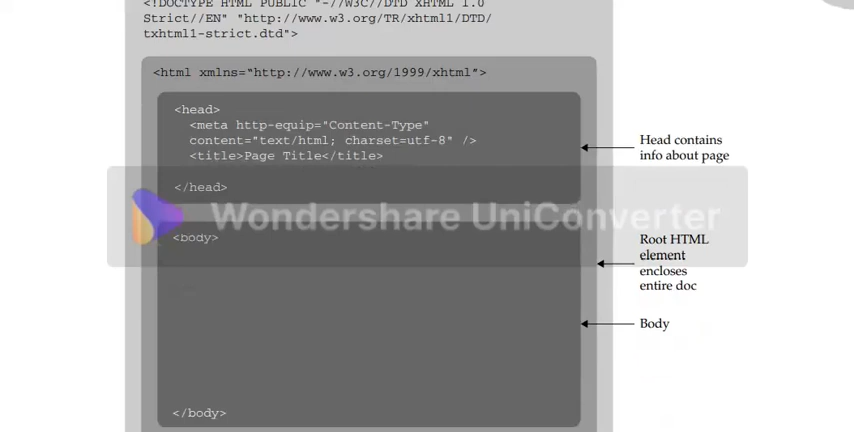 <!DOCTYPE HTML PUBLIC "-//W3C//DTD XHTML 1.0
Strict//EN" "http://www.w3.org/TR/xhtml1/DTD/
txhtml1-strict.dtd">
<html xmlns="http://www.w3.org/1999/xhtml">
<head>
<meta http-equip="Content-Type"
content="text/html; charset=utf-8" />
<title>Page Title</title>
Head contains
info about page
</head>
Wondershare UniConverter
<body>
Root HTML
element
encloses
entire doc
Body
</body>